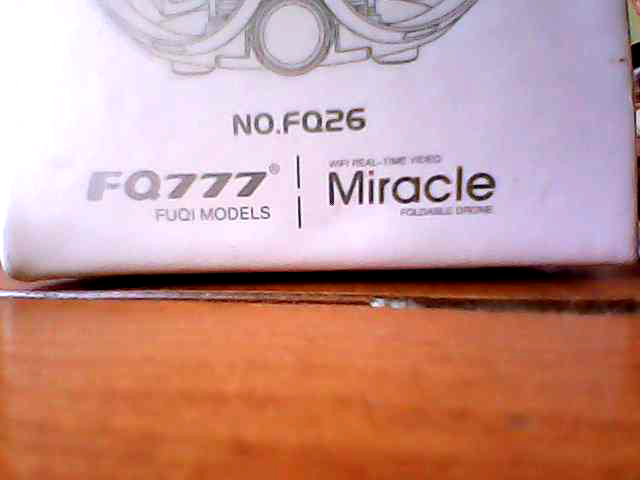 NO.FQ26
FQ777®
FUQI MODELS
WIFI REAL-TIME VIDEO
Miracle
FOLDABLE DRONE